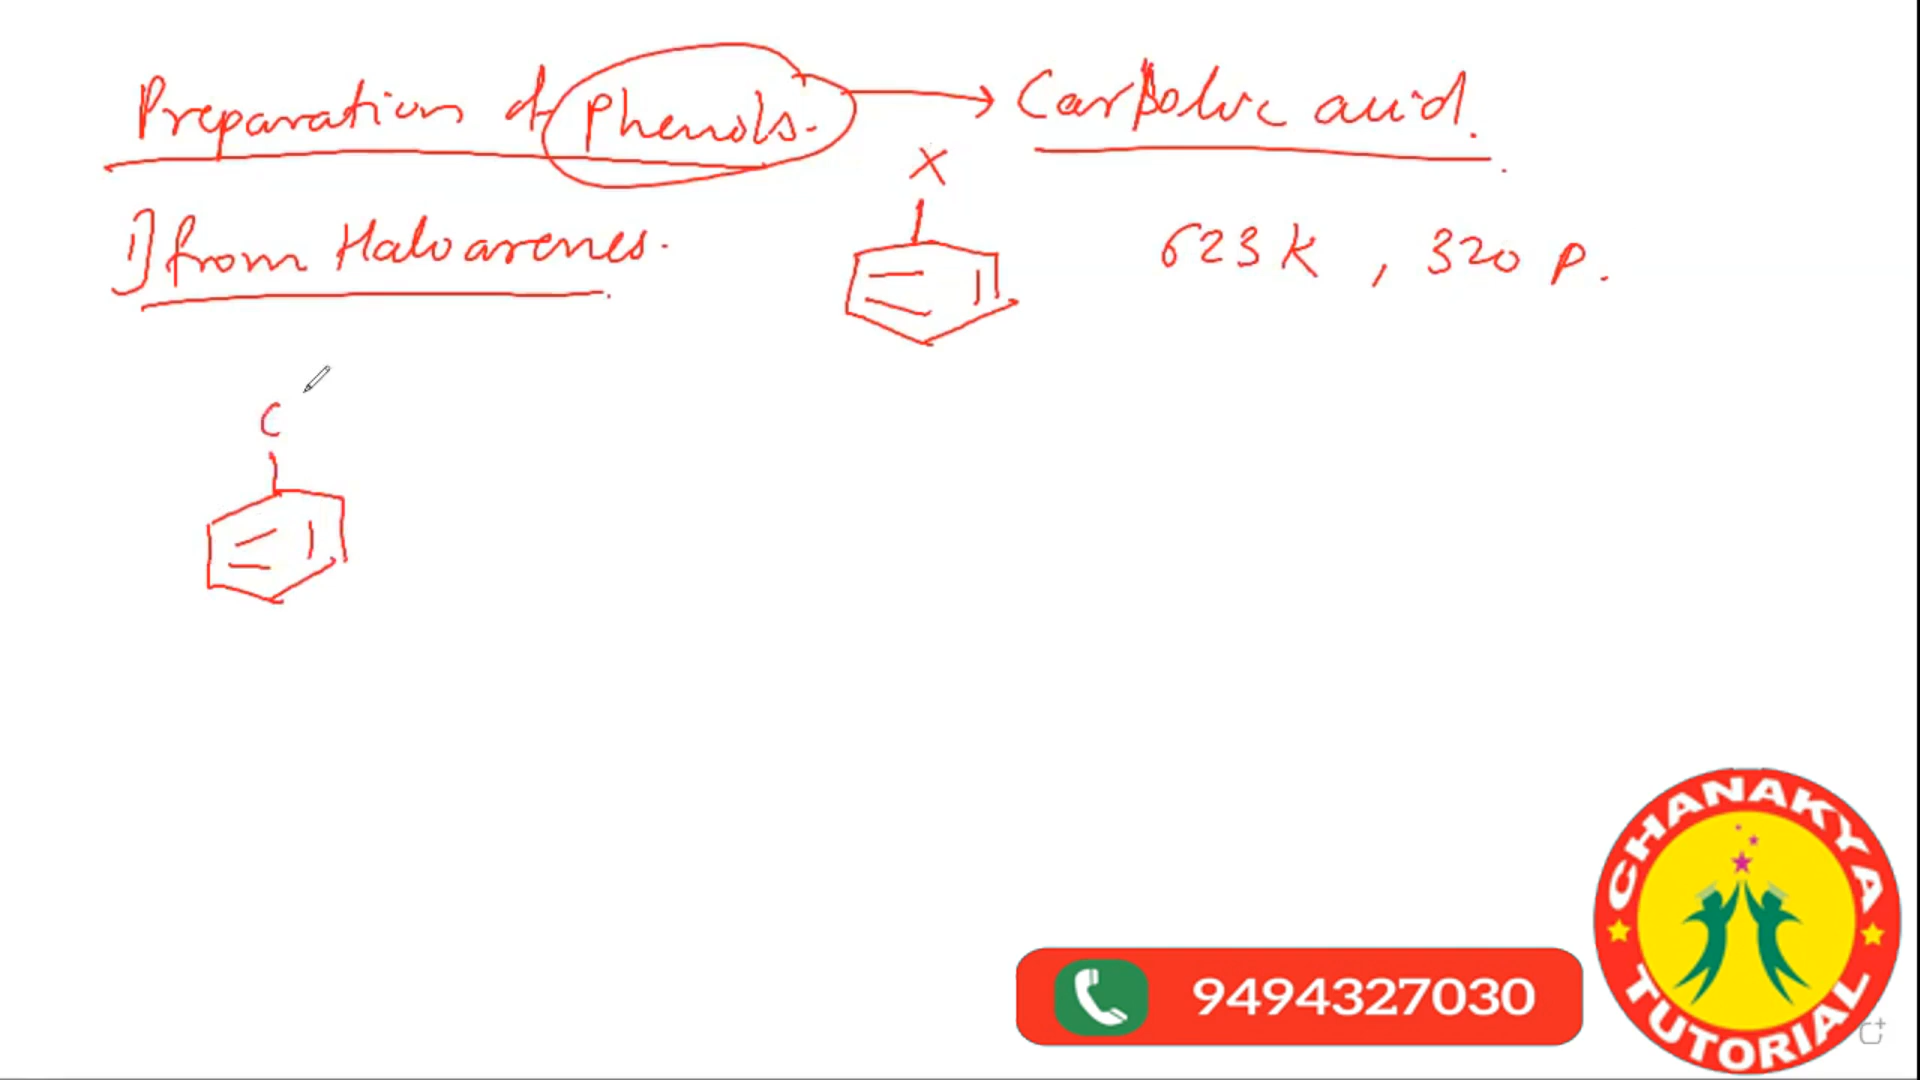 Preparation of Phenols. → Carbolic acid.
X
1] from Haloarenes.
623 K , 320 P.
C
9494327030
CHANAKYA
TUTORIAL